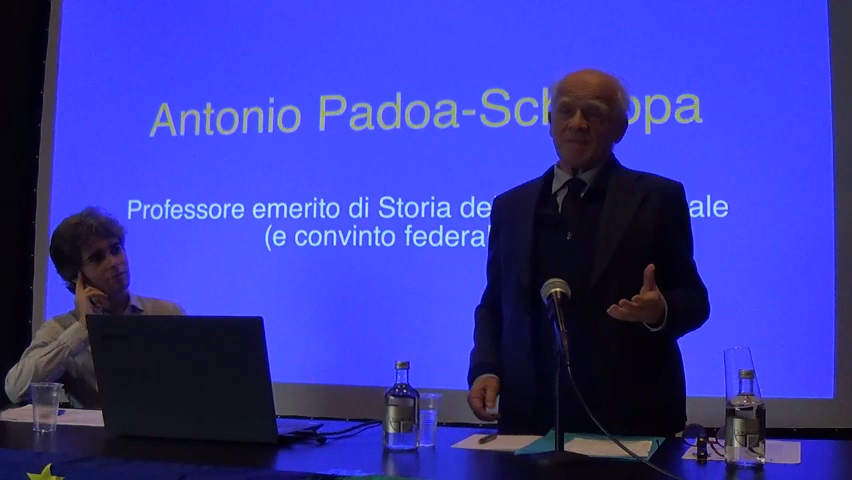 Antonio Padoa-Sch opa
Professore emerito di Storia de ale
(e convinto federal